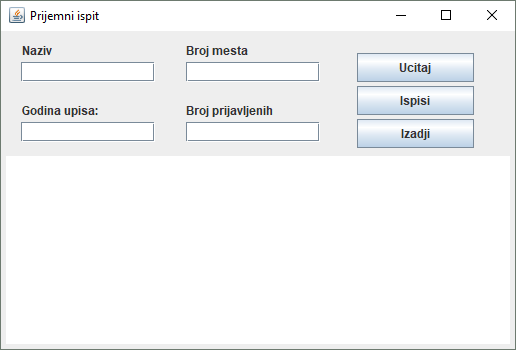 Prijemni ispit
Naziv
Broj mesta
Ucitaj
Ispisi
Godina upisa:
Broj prijavljenih
Izadji